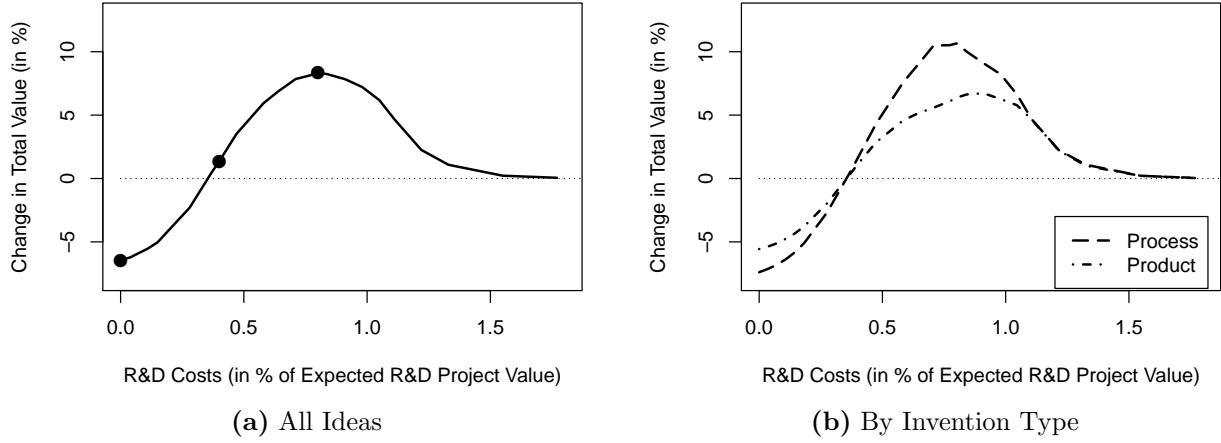 Change in Total Value (in %)
10
5
0
−5
0.0 0.5 1.0 1.5
R&D Costs (in % of Expected R&D Project Value)
(a) All Ideas
Change in Total Value (in %)
10
5
0
−5
Process
Product
0.0 0.5 1.0 1.5
R&D Costs (in % of Expected R&D Project Value)
(b) By Invention Type